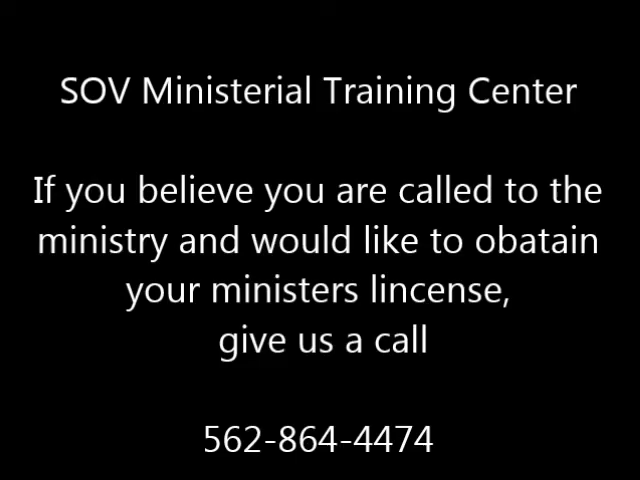 SOV Ministerial Training Center
If you believe you are called to the
ministry and would like to obatain
your ministers lincense,
give us a call
562-864-4474